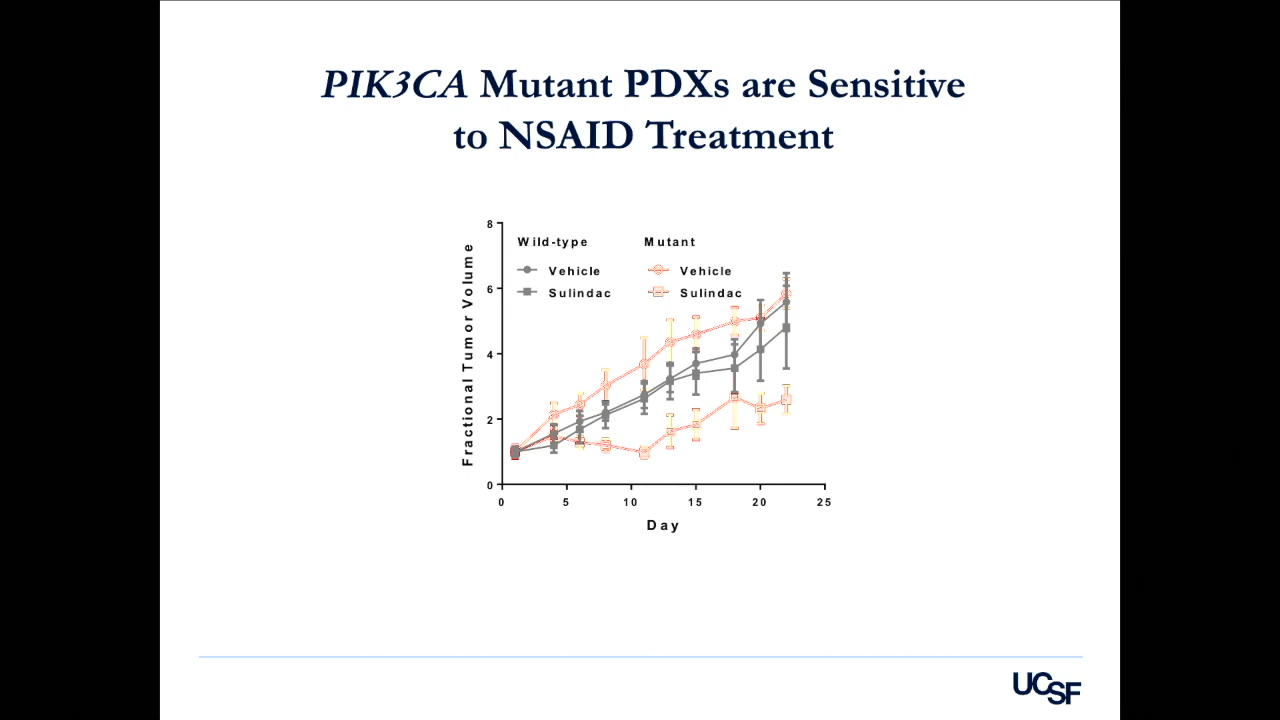 PIK3CA Mutant PDXs are Sensitive
to NSAID Treatment
Wild-type Mutant
Vehicle Vehicle
Sulindac Sulindac
Fractional Tumor Volume
8
6
4
2
0
0 5 10 15 20 25
Day
UCSF